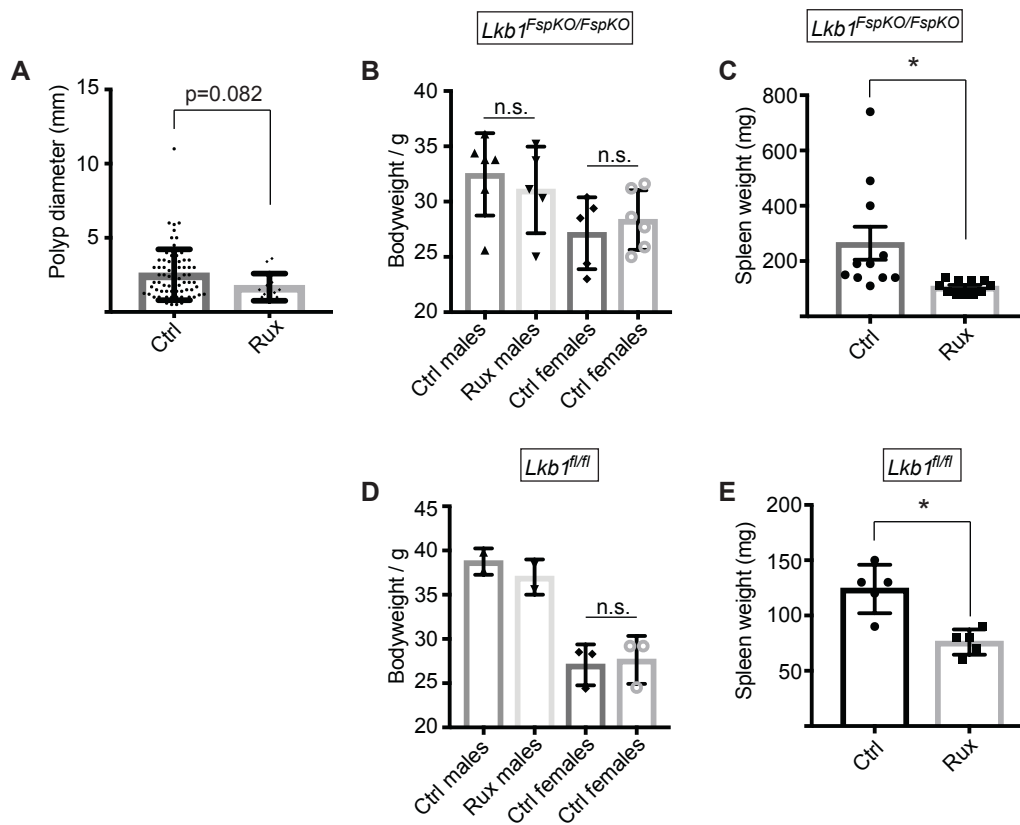 Lkb1FspKO/FspKO
Lkb1FspKO/FspKO
A
Polyp diameter (mm)
15
10
5
p=0.082
Ctrl
Rux
B
Bodyweight / g
40
35
30
25
20
n.s.
n.s.
Ctrl males
Rux males
Ctrl females
Ctrl females
C
Spleen weight (mg)
800
600
400
200
*
Ctrl
Rux
Lkb1fl/fl
Lkb1fl/fl
D
Bodyweight / g
45
40
35
30
25
20
n.s.
Ctrl males
Rux males
Ctrl females
Ctrl females
E
Spleen weight (mg)
200
150
100
50
*
Ctrl
Rux